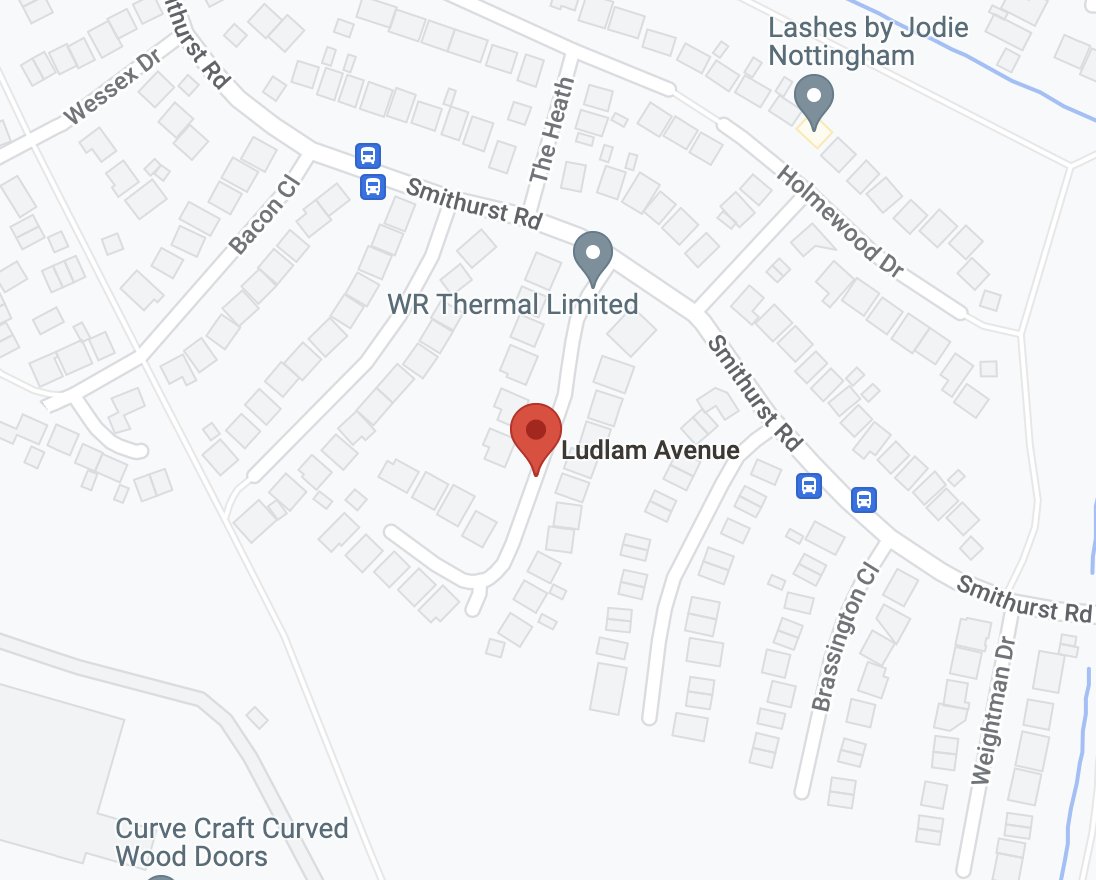 Smithurst Rd
Wessex Dr
Lashes by Jodie
Nottingham
The Heath
Bacon Cl
Smithurst Rd
Holmewood Dr
WR Thermal Limited
Smithurst Rd
Ludlam Avenue
Smithurst Rd
Brassington Cl
Weightman Dr
Curve Craft Curved
Wood Doors